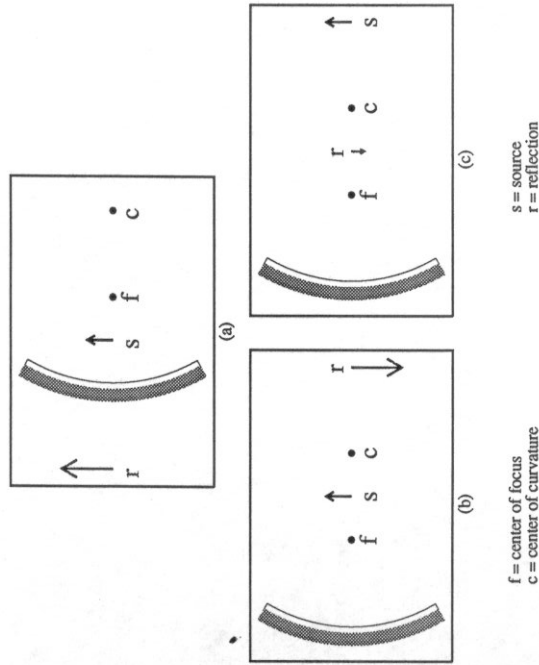 r s f c
(a)
f s c r
(b)
f r c s
(c)
f = center of focus
c = center of curvature
s = source
r = reflection